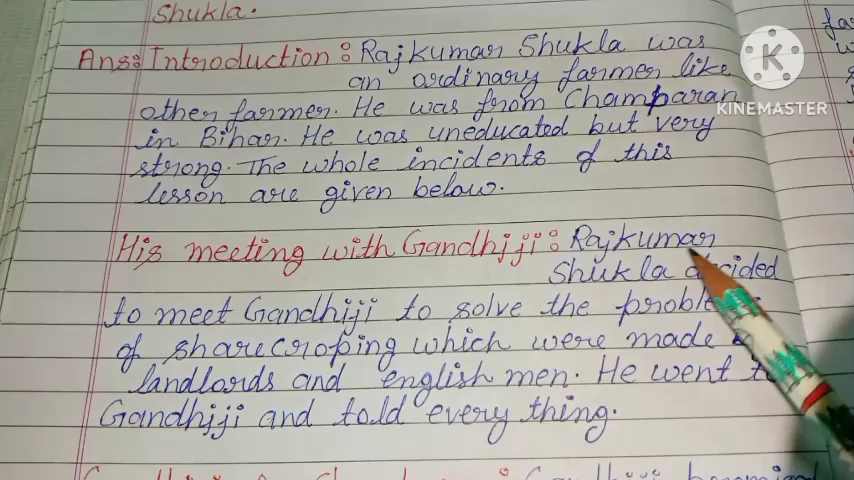 Shukla.
Ans: Introduction : Rajkumar Shukla was
an ordinary farmer like
other farmer. He was from Champaran
in Bihar. He was uneducated but very
strong. The whole incidents of this
lesson are given below.
His meeting with Gandhiji : Rajkumar
Shukla decided
to meet Gandhiji to solve the
of sharecroping which were made
landlords and english men. He went
Gandhiji and told every thing.
KINEMASTER